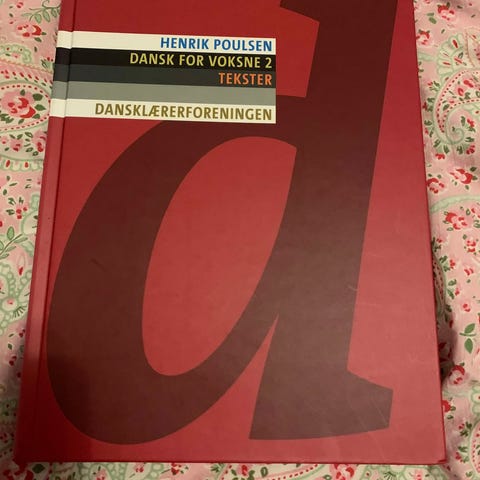 HENRIK POULSEN
DANSK FOR VOKSNE 2
TEKSTER
DANSKLÆRERFORENINGEN
d